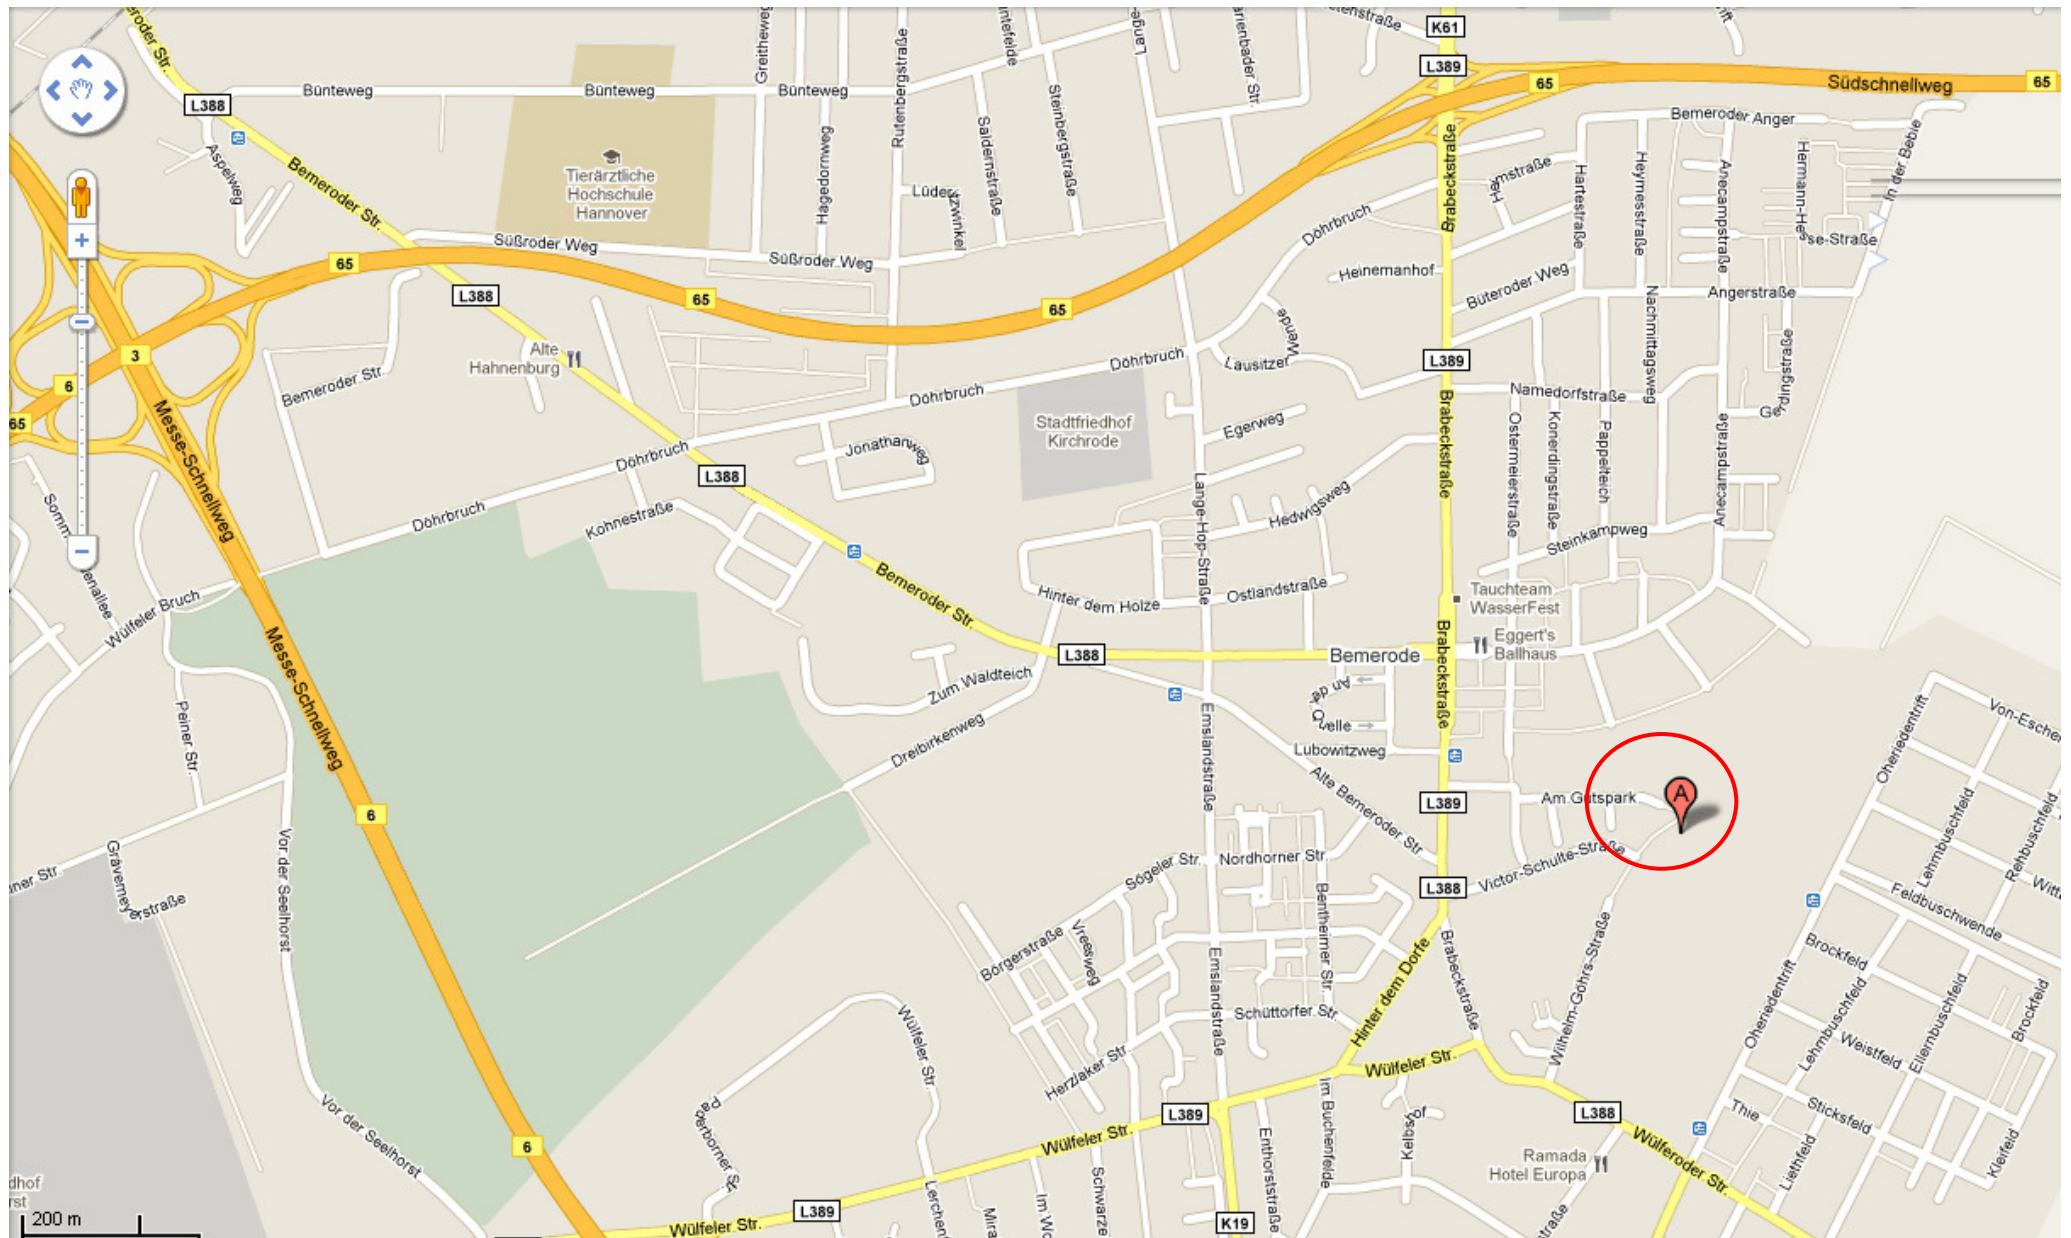 K61
L389
65
Südschnellweg
65
L388
Bünteweg
Bünteweg
Bünteweg
Rutenbergstraße
Saldernstraße
Steinbergstraße
Hagedornweg
Aspelweg
Bemeroder Str.
Tierärztliche
Hochschule
Hannover
Lüdertzwinkel
Brabeckstraße
Bemeroder Anger
Hartestraße
Heymesstraße
Anecampstraße
Hermann-Hesse-Straße
In der Bebie
Helmstraße
Döhrbruch
Süßroder Weg
Süßroder Weg
65
L388
65
65
Heinemanhof
Büteroder Weg
Angerstraße
Nachmittagsweg
Gerdingstraße
3
6
65
Alte
Hahnenburg
Bemeroder Str.
Döhrbruch
Döhrbruch
Lausitzer
Wende
L389
Namedorfstraße
Messe-Schnellweg
Stadtfriedhof
Kirchrode
Egerweg
Brabeckstraße
Ostermeierstraße
Konerdingstraße
Pappelteich
Anecampstraße
Döhrbruch
L388
Jonathanweg
Döhrbruch
Kohnestraße
Lange-Hop-Straße
Hedwigsweg
Steinkampweg
Bemeroder Str.
Hinter dem Holze
Ostlandstraße
Tauchteam
WasserFest
Wülfeler Bruch
Messe-Schnellweg
L388
Bemerode
Brabeckstraße
Eggert's
Ballhaus
Zum Waldteich
An da Quelle
Peiner Str.
Dreibirkenweg
Emslandstraße
Lubowitzweg
Oheriedentrift
Alte Bemeroder Str.
L389
Am Gutspark
A
6
Vor der Seelhorst
Gravemeyerstraße
Sögeler Str.
Nordhorner Str.
L388
Victor-Schulte-Straße
Lehmbuschfeld
Rehbuschfeld
Feldbuschwende
Börgerstraße
Vreesweg
Bentheimer Str.
Emslandstraße
Hinter dem Dorfe
Brabeckstraße
Wilhelm-Göhrs-Straße
Brockfeld
Oheriedentrift
Lehmbuschfeld
Ellernbuschfeld
Brockfeld
Weistfeld
Schüttorfer Str.
Wülfeler Str.
Herzlaker Str.
Wülfeler Str.
Vor der Seelhorst
Paderborner Str.
L389
Im Buchenfelde
L388
Thie
Sticksfeld
6
Wülfeler Str.
Enthorststraße
Ramada
Hotel Europa
Wülferoder Str.
Liethfeld
Kleifeld
200 m
L389
Wülfeler Str.
K19